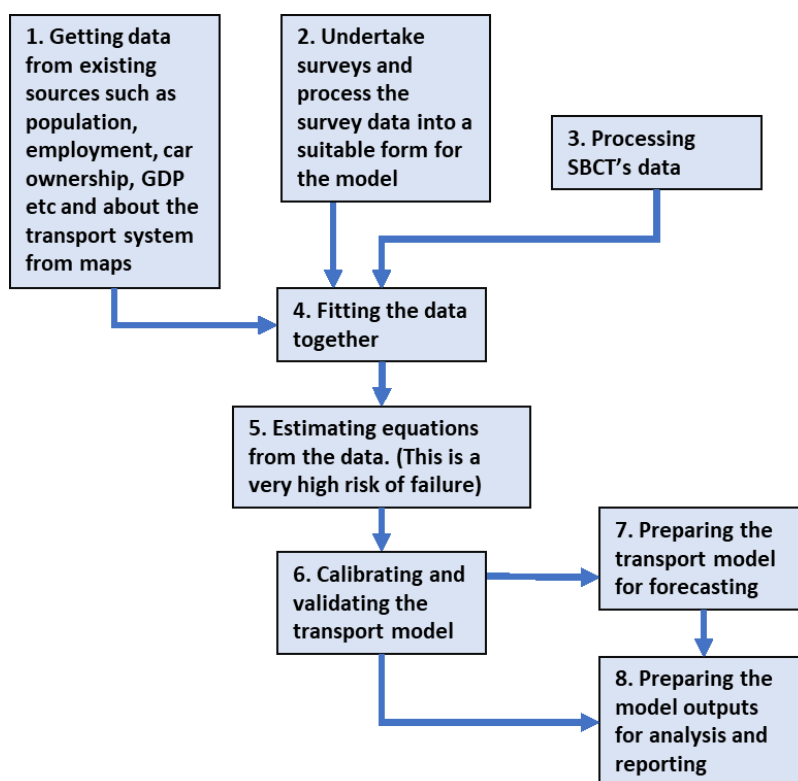 1. Getting data
from existing
sources such as
population,
employment, car
ownership, GDP
etc and about the
transport system
from maps
2. Undertake
surveys and
process the
survey data into a
suitable form for
the model
3. Processing
SBCT's data
4. Fitting the data
together
5. Estimating equations
from the data. (This is a
very high risk of failure)
6. Calibrating and
validating the
transport model
7. Preparing the
transport model
for forecasting
8. Preparing the
model outputs
for analysis and
reporting